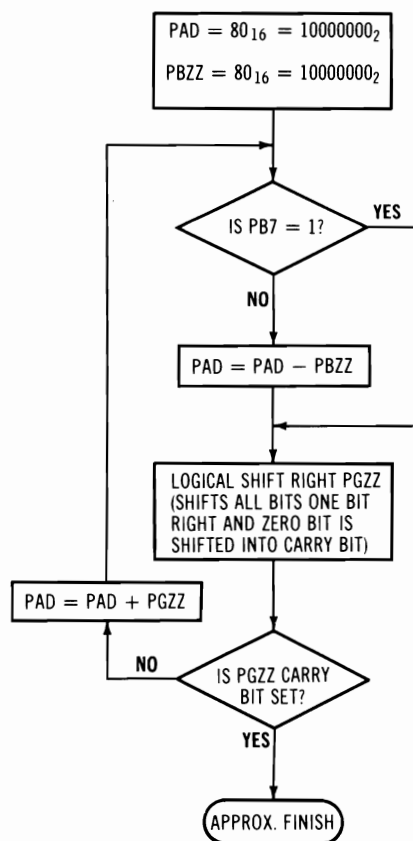 PAD = 80₁₆ = 10000000₂
PBZZ = 80₁₆ = 10000000₂
IS PB7 = 1?
YES
NO
PAD = PAD − PBZZ
LOGICAL SHIFT RIGHT PGZZ
(SHIFTS ALL BITS ONE BIT
RIGHT AND ZERO BIT IS
SHIFTED INTO CARRY BIT)
PAD = PAD + PGZZ
NO
IS PGZZ CARRY
BIT SET?
YES
APPROX. FINISH